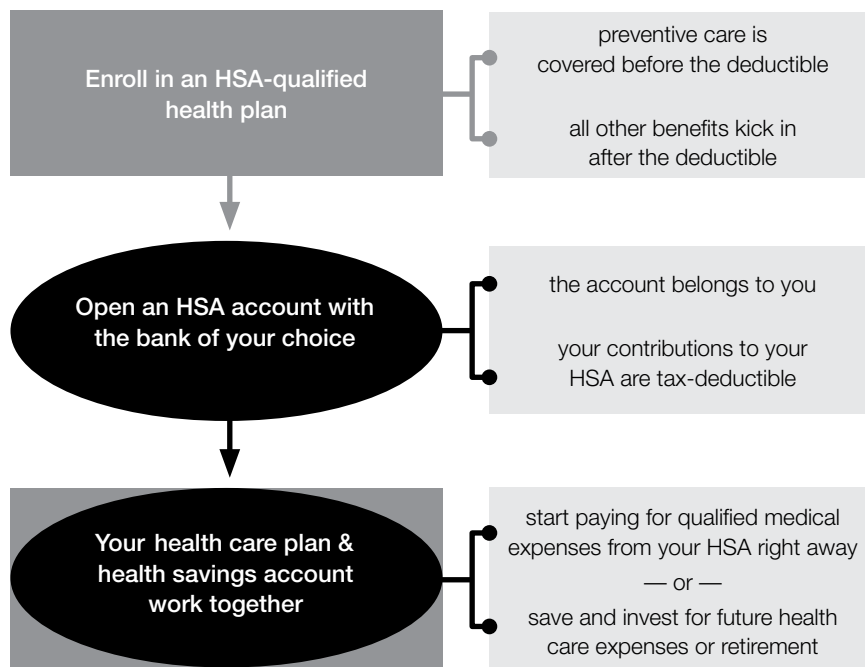 Enroll in an HSA-qualified
health plan
preventive care is
covered before the deductible
all other benefits kick in
after the deductible
Open an HSA account with
the bank of your choice
the account belongs to you
your contributions to your
HSA are tax-deductible
Your health care plan &
health savings account
work together
start paying for qualified medical
expenses from your HSA right away
— or —
save and invest for future health
care expenses or retirement